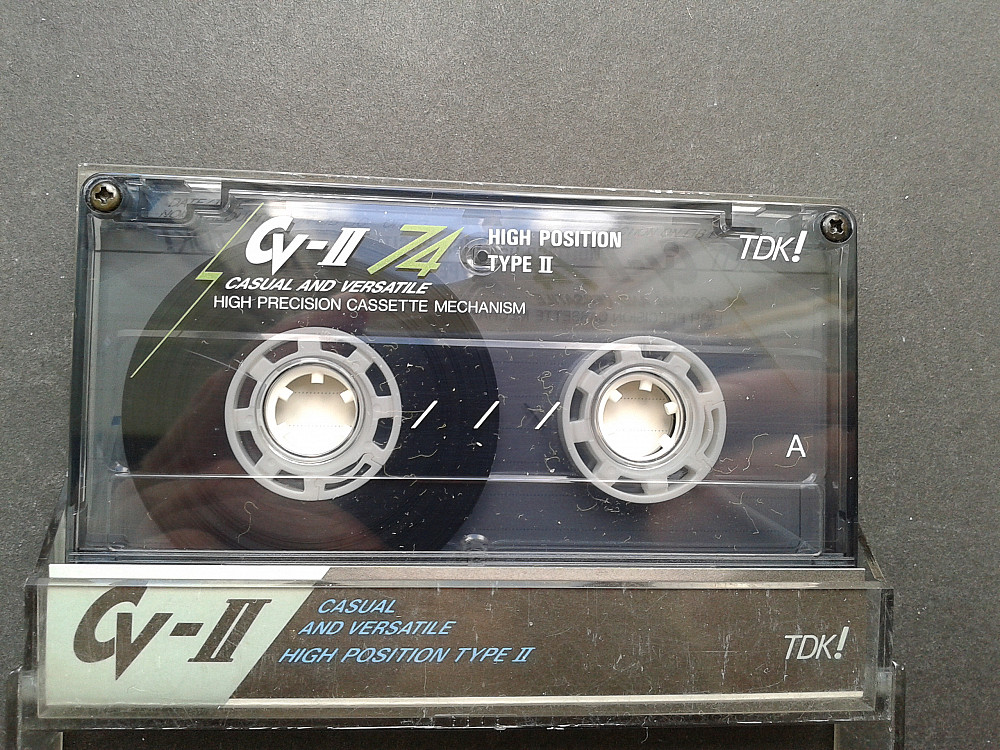 CV-II 74 HIGH POSITION TDK!
TYPE II
CASUAL AND VERSATILE
HIGH PRECISION CASSETTE MECHANISM
A
CV-II CASUAL
AND VERSATILE
HIGH POSITION TYPE II TDK!